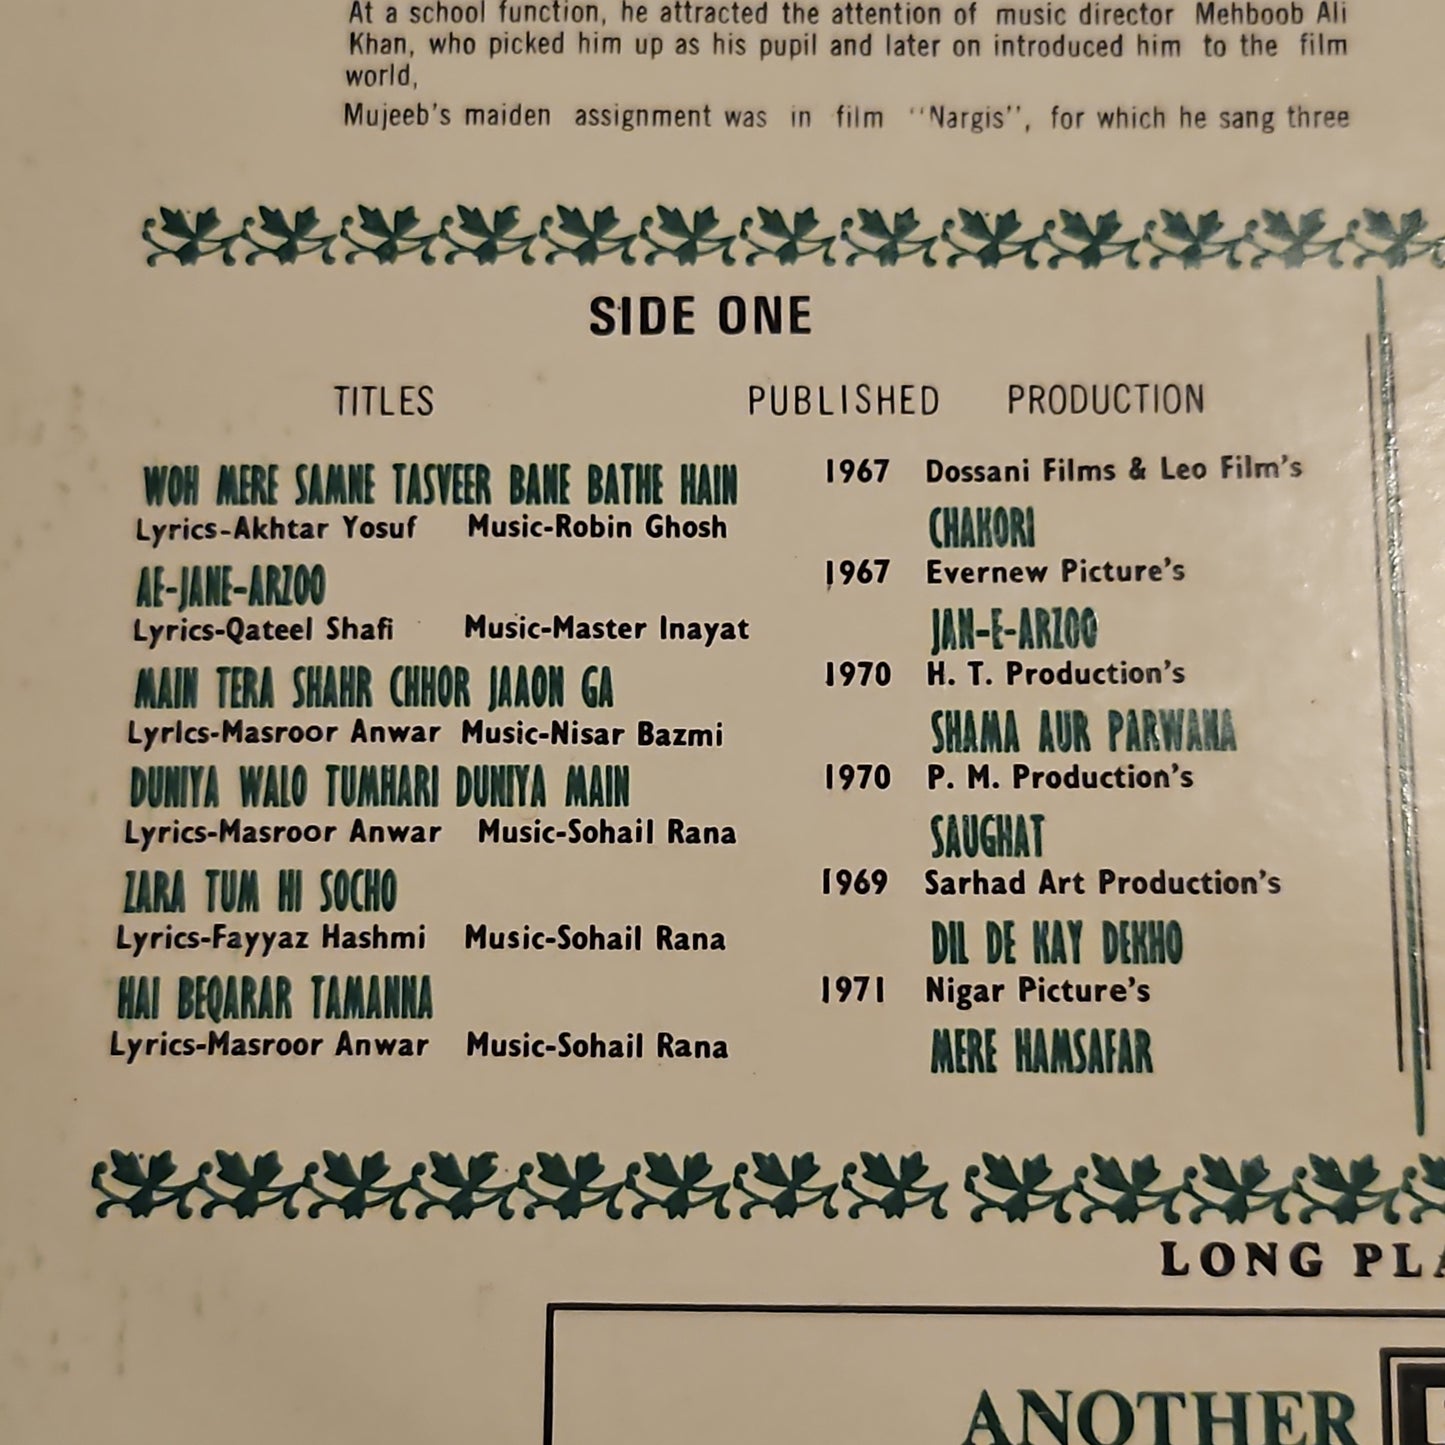 At a school function, he attracted the attention of music director Mehboob Ali
Khan, who picked him up as his pupil and later on introduced him to the film
world,
Mujeeb's maiden assignment was in film ''Nargis'', for which he sang three
SIDE ONE
TITLES PUBLISHED PRODUCTION
WOH MERE SAMNE TASVEER BANE BATHE HAIN 1967 Dossani Films & Leo Film's
Lyrics-Akhtar Yosuf Music-Robin Ghosh CHAKORI
AE-JANE-ARZOO 1967 Evernew Picture's
Lyrics-Qateel Shafi Music-Master Inayat JAN-E-ARZOO
MAIN TERA SHAHR CHHOR JAAON GA 1970 H. T. Production's
Lyrics-Masroor Anwar Music-Nisar Bazmi SHAMA AUR PARWANA
DUNIYA WALO TUMHARI DUNIYA MAIN 1970 P. M. Production's
Lyrics-Masroor Anwar Music-Sohail Rana SAUGHAT
ZARA TUM HI SOCHO 1969 Sarhad Art Production's
Lyrics-Fayyaz Hashmi Music-Sohail Rana DIL DE KAY DEKHO
HAI BEQARAR TAMANNA 1971 Nigar Picture's
Lyrics-Masroor Anwar Music-Sohail Rana MERE HAMSAFAR
LONG PLA
ANOTHER